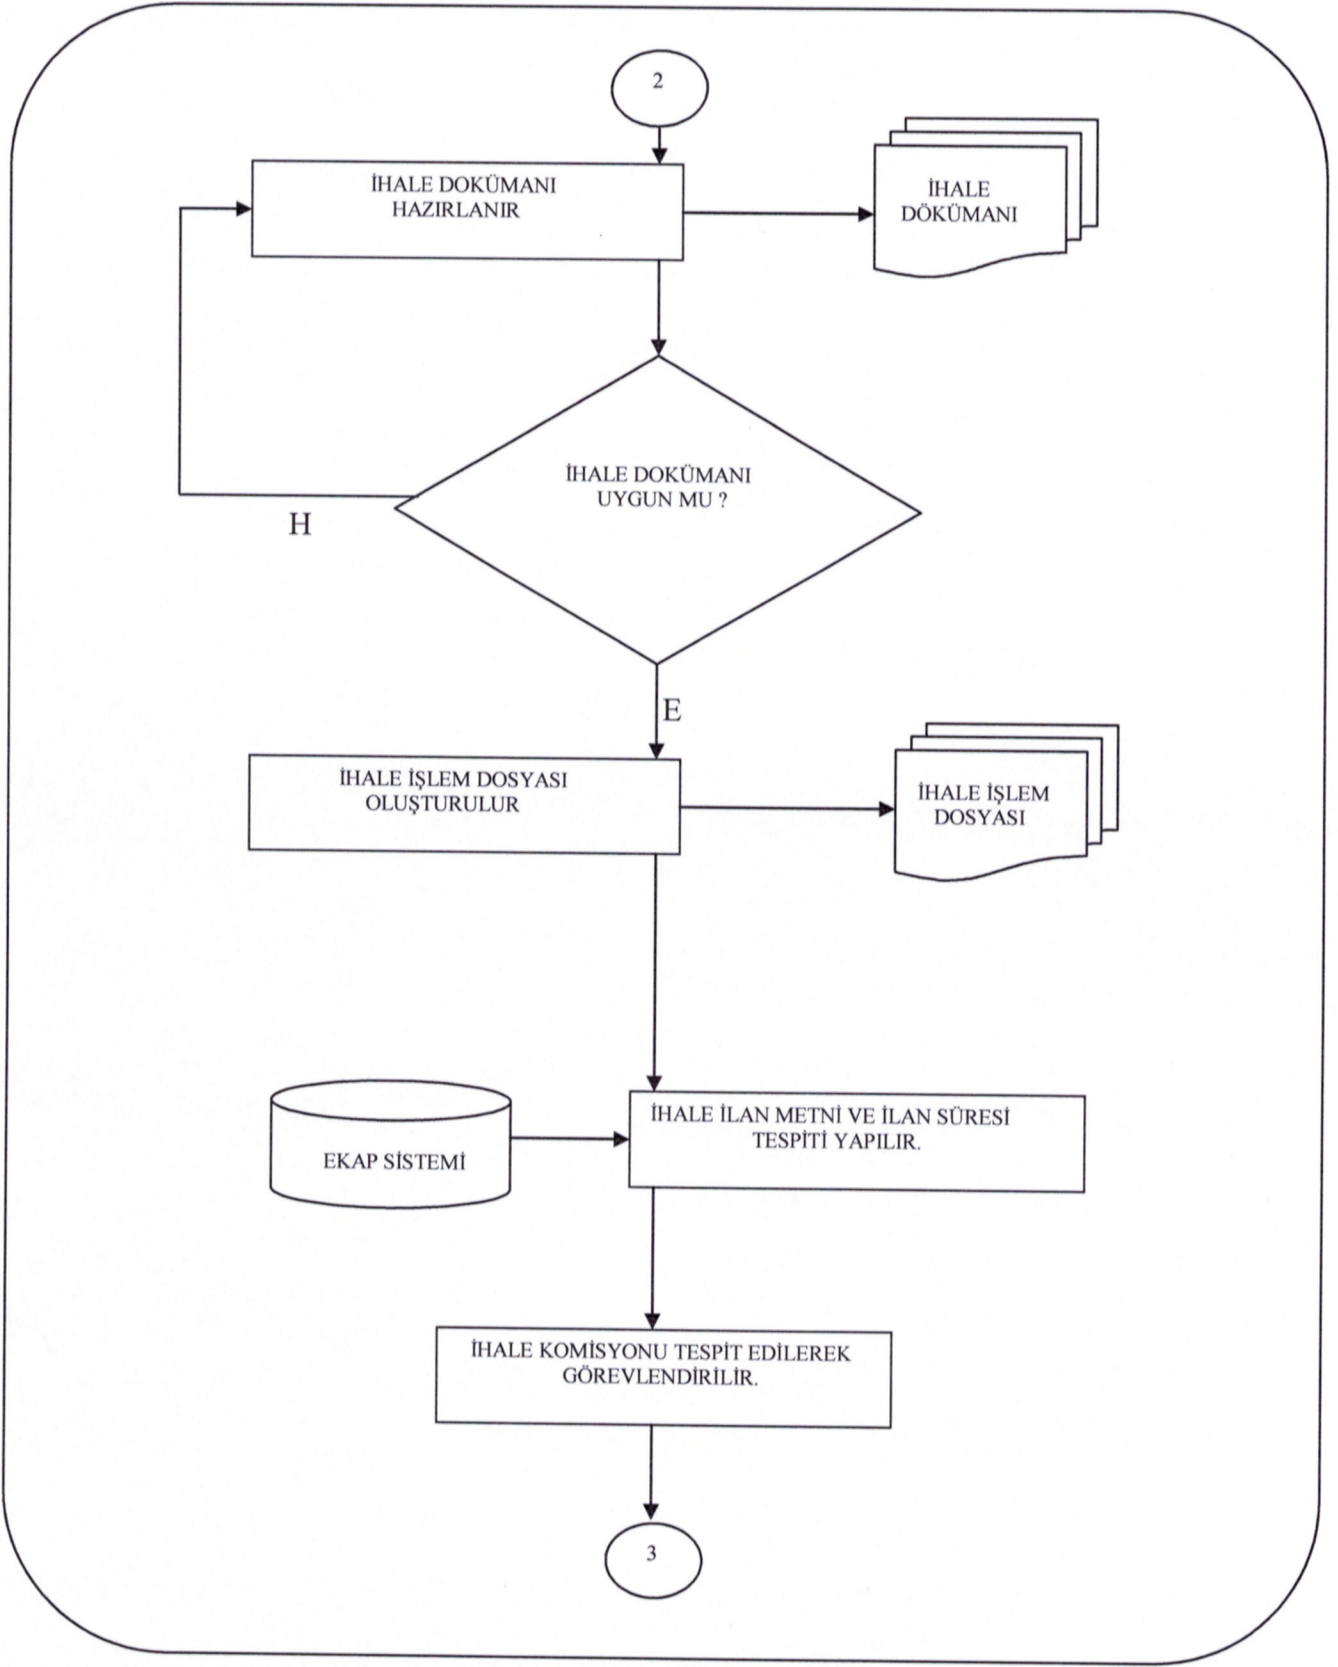 2
İHALE DOKÜMANI
HAZIRLANIR
İHALE
DÖKÜMANI
İHALE DOKÜMANI
UYGUN MU ?
H
E
İHALE İŞLEM DOSYASI
OLUŞTURULUR
İHALE İŞLEM
DOSYASI
İHALE İLAN METNİ VE İLAN SÜRESİ
TESPİTİ YAPILIR.
EKAP SİSTEMİ
İHALE KOMİSYONU TESPİT EDİLEREK
GÖREVLENDİRİLİR.
3